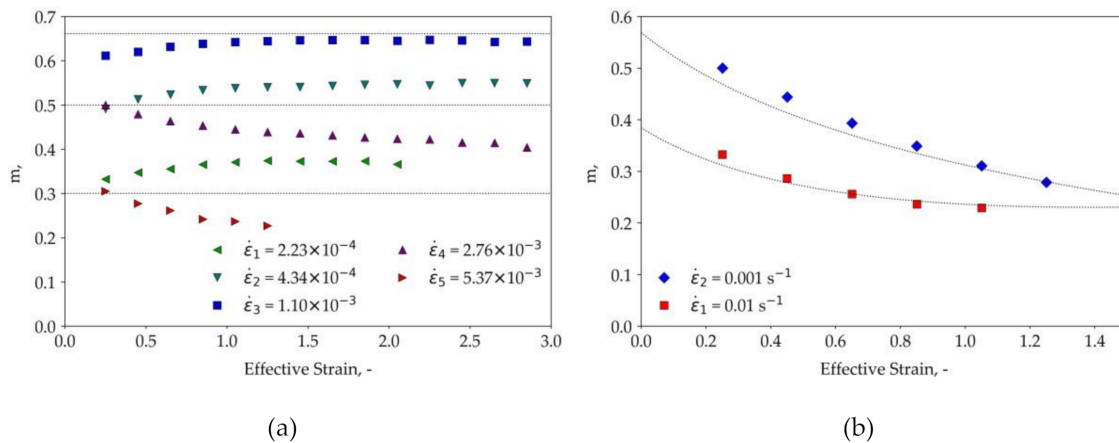 0.7
0.6
0.5
0.4
0.3
0.2
0.1
0.0
m,
0.0 0.5 1.0 1.5 2.0 2.5 3.0
Effective Strain, -
ε̇₁ = 2.23×10⁻⁴
ε̇₂ = 4.34×10⁻⁴
ε̇₃ = 1.10×10⁻³
ε̇₄ = 2.76×10⁻³
ε̇₅ = 5.37×10⁻³
(a)
0.6
0.5
0.4
0.3
0.2
0.1
0.0
m,
0.0 0.2 0.4 0.6 0.8 1.0 1.2 1.4
Effective Strain, -
ε̇₂ = 0.001 s⁻¹
ε̇₁ = 0.01 s⁻¹
(b)